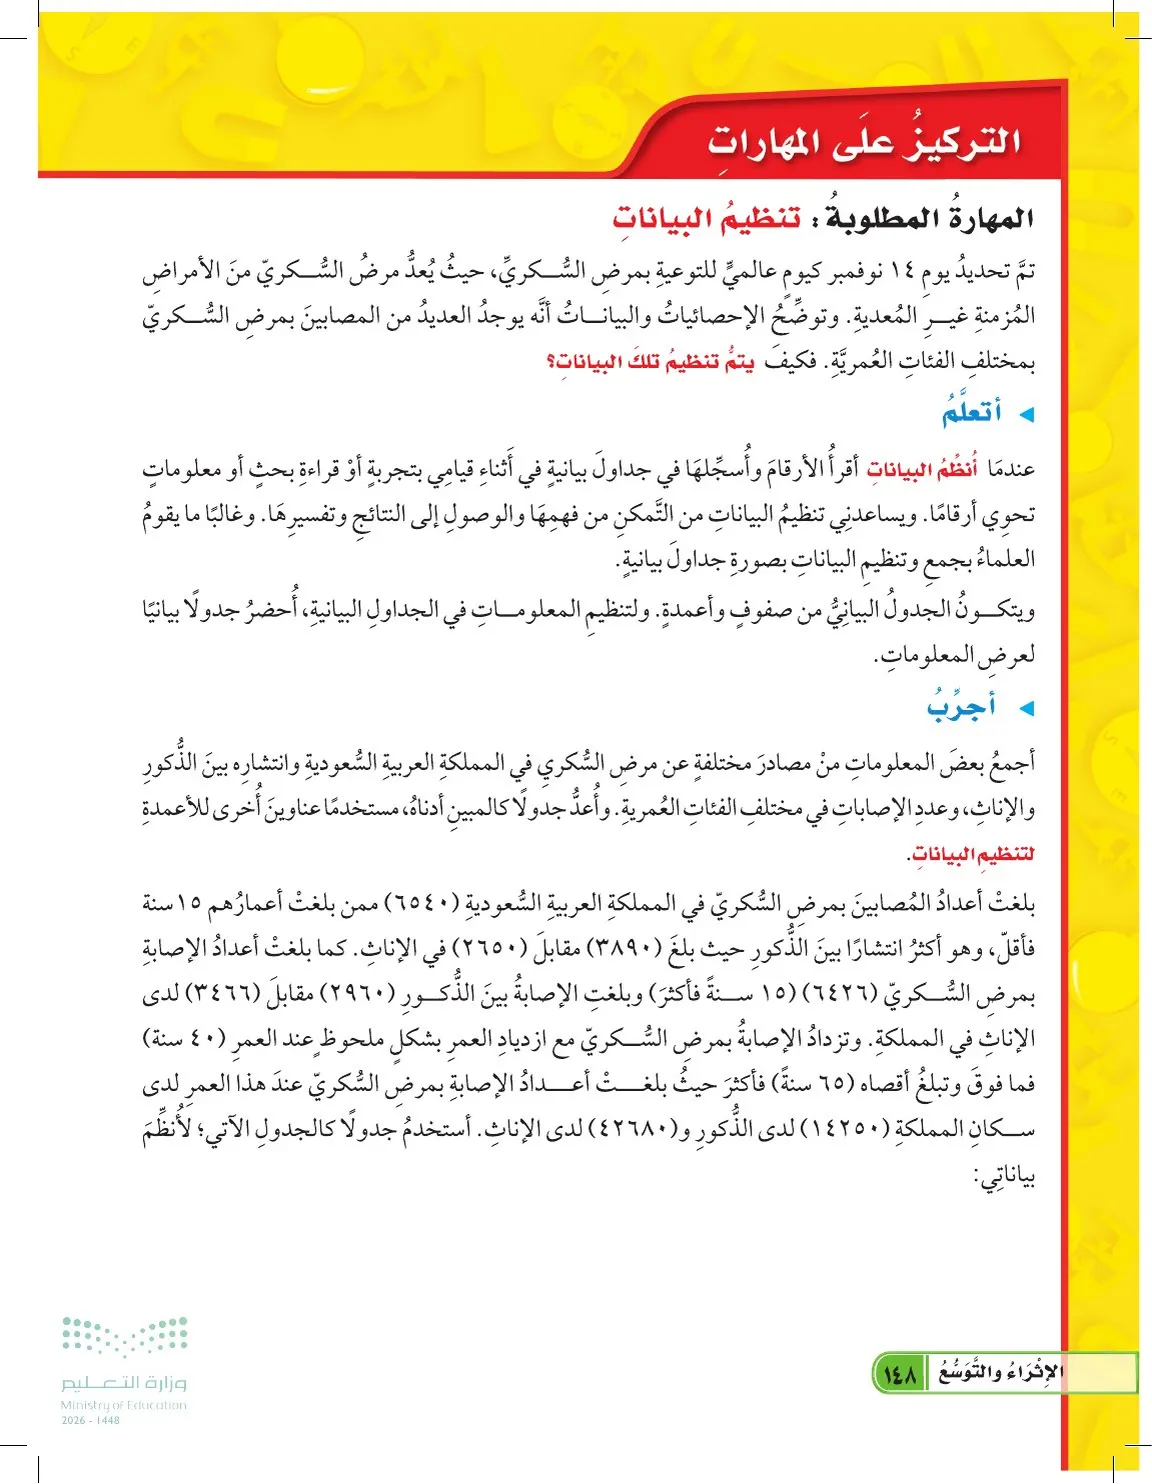 التركيزُ علَى المهاراتِ
المهارةُ المطلوبةُ: تنظيمُ البياناتِ
تمَّ تحديدُ يومِ ١٤ نوفمبر كيومٍ عالميٍّ للتوعيةِ بمرضِ السُّكريِّ، حيثُ يُعدُّ مرضُ السُّكريّ منَ الأمراضِ
المُزمنةِ غيرِ المُعديةِ. وتوضِّحُ الإحصائياتُ والبياناتُ أنَّه يوجدُ العديدُ من المصابينَ بمرضِ السُّكريّ
بمختلفِ الفئاتِ العُمريَّةِ. فكيفَ يتمُّ تنظيمُ تلكَ البياناتِ؟
أتعلَّمُ
عندمَا أُنظِّمُ البياناتِ أقرأُ الأرقامَ وأُسجِّلهَا في جداولَ بيانيةٍ في أَثناءِ قيامِي بتجربةٍ أوْ قراءةِ بحثٍ أو معلوماتٍ
تحوِي أرقامًا. ويساعدنِي تنظيمُ البياناتِ من التَّمكنِ من فهمِهَا والوصولِ إلى النتائجِ وتفسيرِهَا. وغالبًا ما يقومُ
العلماءُ بجمعِ وتنظيمِ البياناتِ بصورةِ جداولَ بيانيةٍ.
ويتكونُ الجدولُ البيانِيُّ من صفوفٍ وأعمدةٍ. ولتنظيمِ المعلوماتِ في الجداولِ البيانيةِ، أُحضرُ جدولًا بيانيًا
لعرضِ المعلوماتِ.
أجرِّبُ
أجمعُ بعضَ المعلوماتِ منْ مصادرَ مختلفةٍ عن مرضِ السُّكري في المملكةِ العربيةِ السُّعوديةِ وانتشارِه بينَ الذُّكورِ
والإناثِ، وعددِ الإصاباتِ في مختلفِ الفئاتِ العُمريةِ. وأُعدُّ جدولًا كالمبينِ أدناهُ، مستخدمًا عناوينَ أُخرى للأعمدةِ
لتنظيمِ البياناتِ.
بلغتْ أعدادُ المُصابينَ بمرضِ السُّكريّ في المملكةِ العربيةِ السُّعوديةِ (٦٥٤٠) ممن بلغتْ أعمارُهم ١٥سنة
فأقلّ، وهو أكثرُ انتشارًا بينَ الذُّكورِ حيث بلغَ (٣٨٩٠) مقابلَ (٢٦٥٠) في الإناثِ. كما بلغتْ أعدادُ الإصابةِ
بمرضِ السُّكريّ (٦٤٢٦) (١٥ سنةً فأكثرَ) وبلغتِ الإصابةُ بينَ الذُّكورِ (٢٩٦٠) مقابلَ (٣٤٦٦) لدى
الإناثِ في المملكةِ. وتزدادُ الإصابةُ بمرضِ السُّكريّ مع ازديادِ العمرِ بشكلٍ ملحوظٍ عند العمرِ (٤٠ سنة)
فما فوقَ وتبلغُ أقصاه (٦٥ سنةً) فأكثرَ حيثُ بلغتْ أعدادُ الإصابةِ بمرضِ السُّكريّ عندَ هذا العمرِ لدى
سكانِ المملكةِ (١٤٢٥٠) لدى الذُّكورِ و(٤٢٦٨٠) لدى الإناثِ. أستخدمُ جدولًا كالجدولِ الآتي؛ لأُنظِّمَ
بياناتِي:
الإِثْرَاءُ والتَّوَسُّعُ ١٤٨
وزارة التعليم
Ministry of Education
2026 - 1448